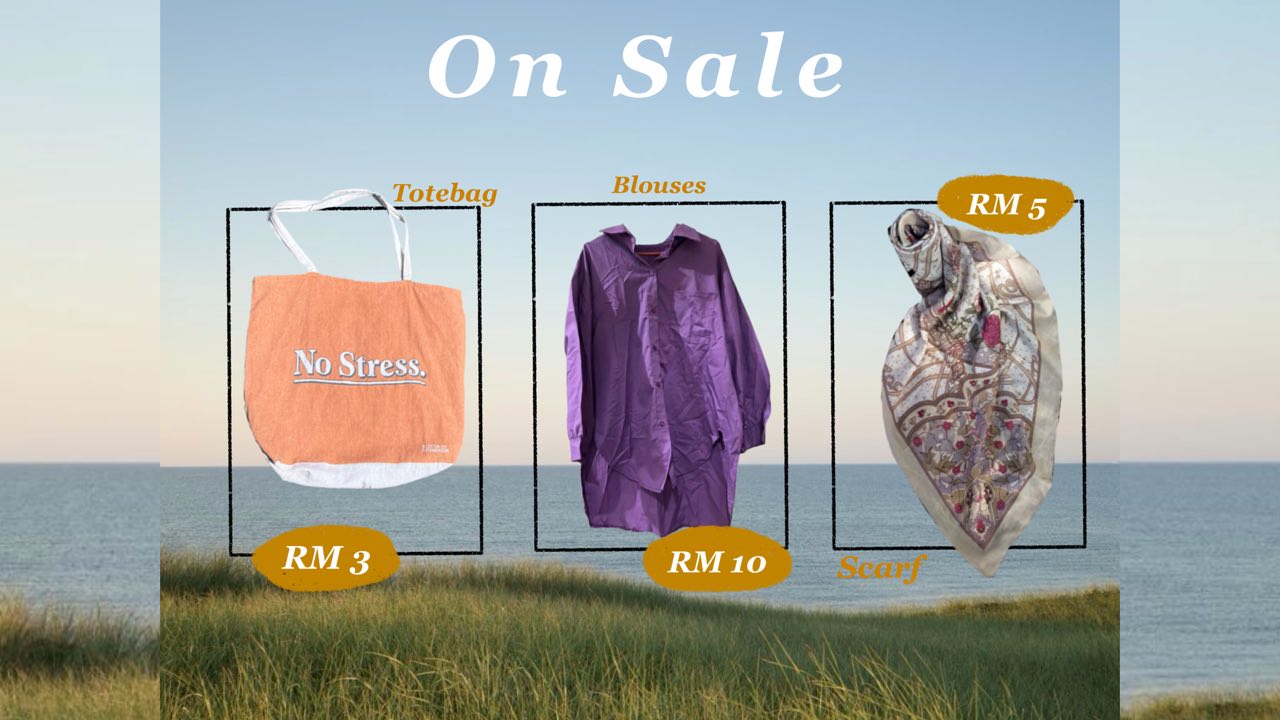 On Sale
Totebag
Blouses
RM 5
No Stress.
RM 3
RM 10
Scarf